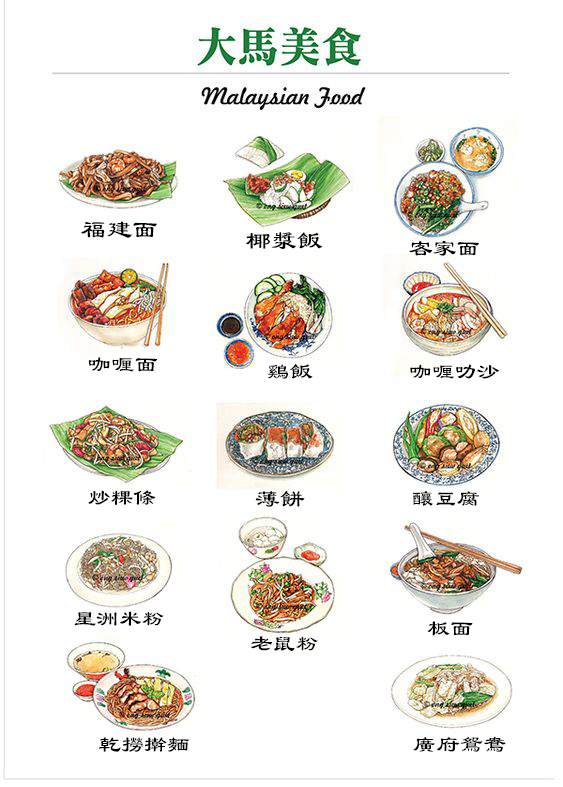 大馬美食
Malaysian Food
福建面
椰漿飯
客家面
咖喱面
鷄飯
咖喱叻沙
炒粿條
薄餅
釀豆腐
星洲米粉
老鼠粉
板面
乾撈擀麵
廣府鴛鴦